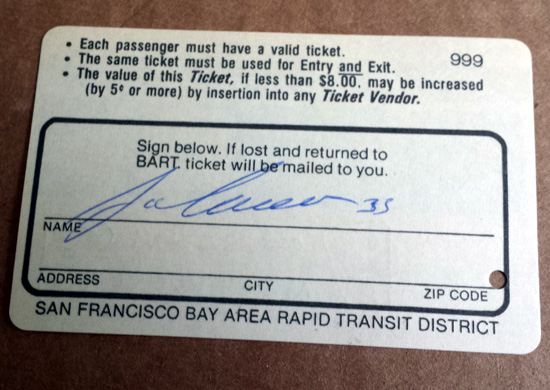 • Each passenger must have a valid ticket.
999
• The same ticket must be used for Entry and Exit.
• The value of this Ticket, if less than $8.00, may be increased
(by 5¢ or more) by insertion into any Ticket Vendor.
Sign below. If lost and returned to
BART, ticket will be mailed to you.
35
NAME
ADDRESS CITY ZIP CODE
SAN FRANCISCO BAY AREA RAPID TRANSIT DISTRICT